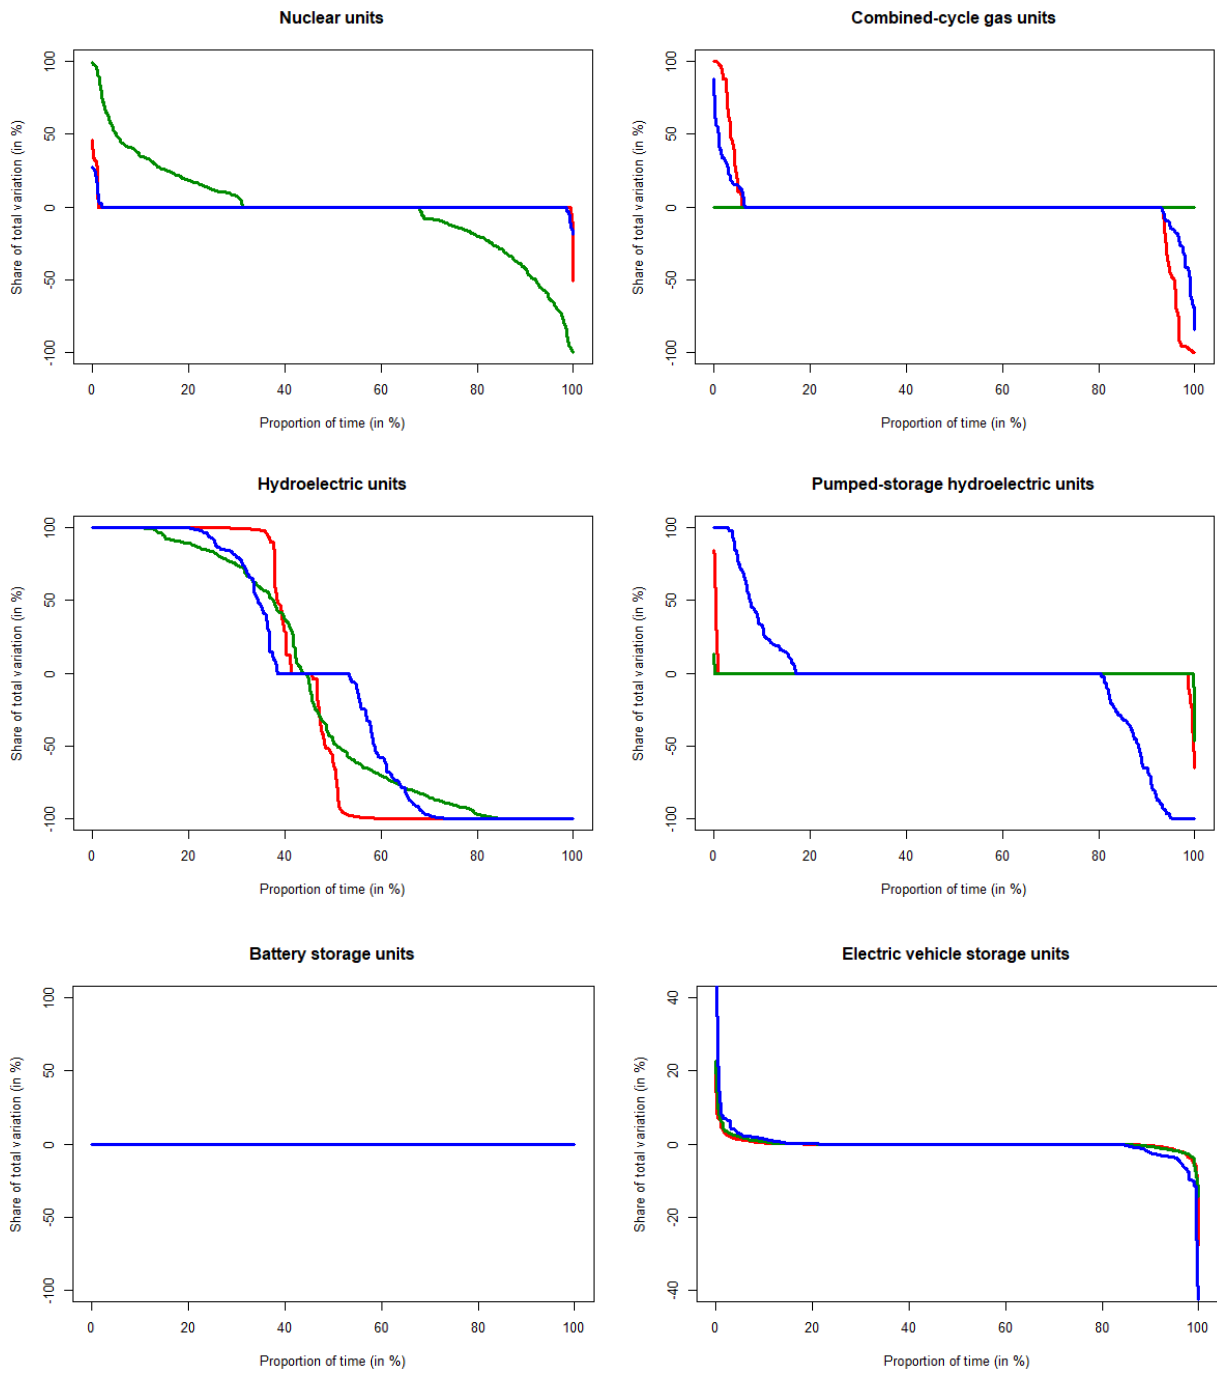 Nuclear units
Combined-cycle gas units
Share of total variation (in %)
100
50
0
-50
-100
0 20 40 60 80 100
Proportion of time (in %)
Share of total variation (in %)
100
50
0
-50
-100
0 20 40 60 80 100
Proportion of time (in %)
Hydroelectric units
Pumped-storage hydroelectric units
Share of total variation (in %)
100
50
0
-50
-100
0 20 40 60 80 100
Proportion of time (in %)
Share of total variation (in %)
100
50
0
-50
-100
0 20 40 60 80 100
Proportion of time (in %)
Battery storage units
Electric vehicle storage units
Share of total variation (in %)
100
50
0
-50
-100
0 20 40 60 80 100
Proportion of time (in %)
Share of total variation (in %)
40
20
0
-20
-40
0 20 40 60 80 100
Proportion of time (in %)